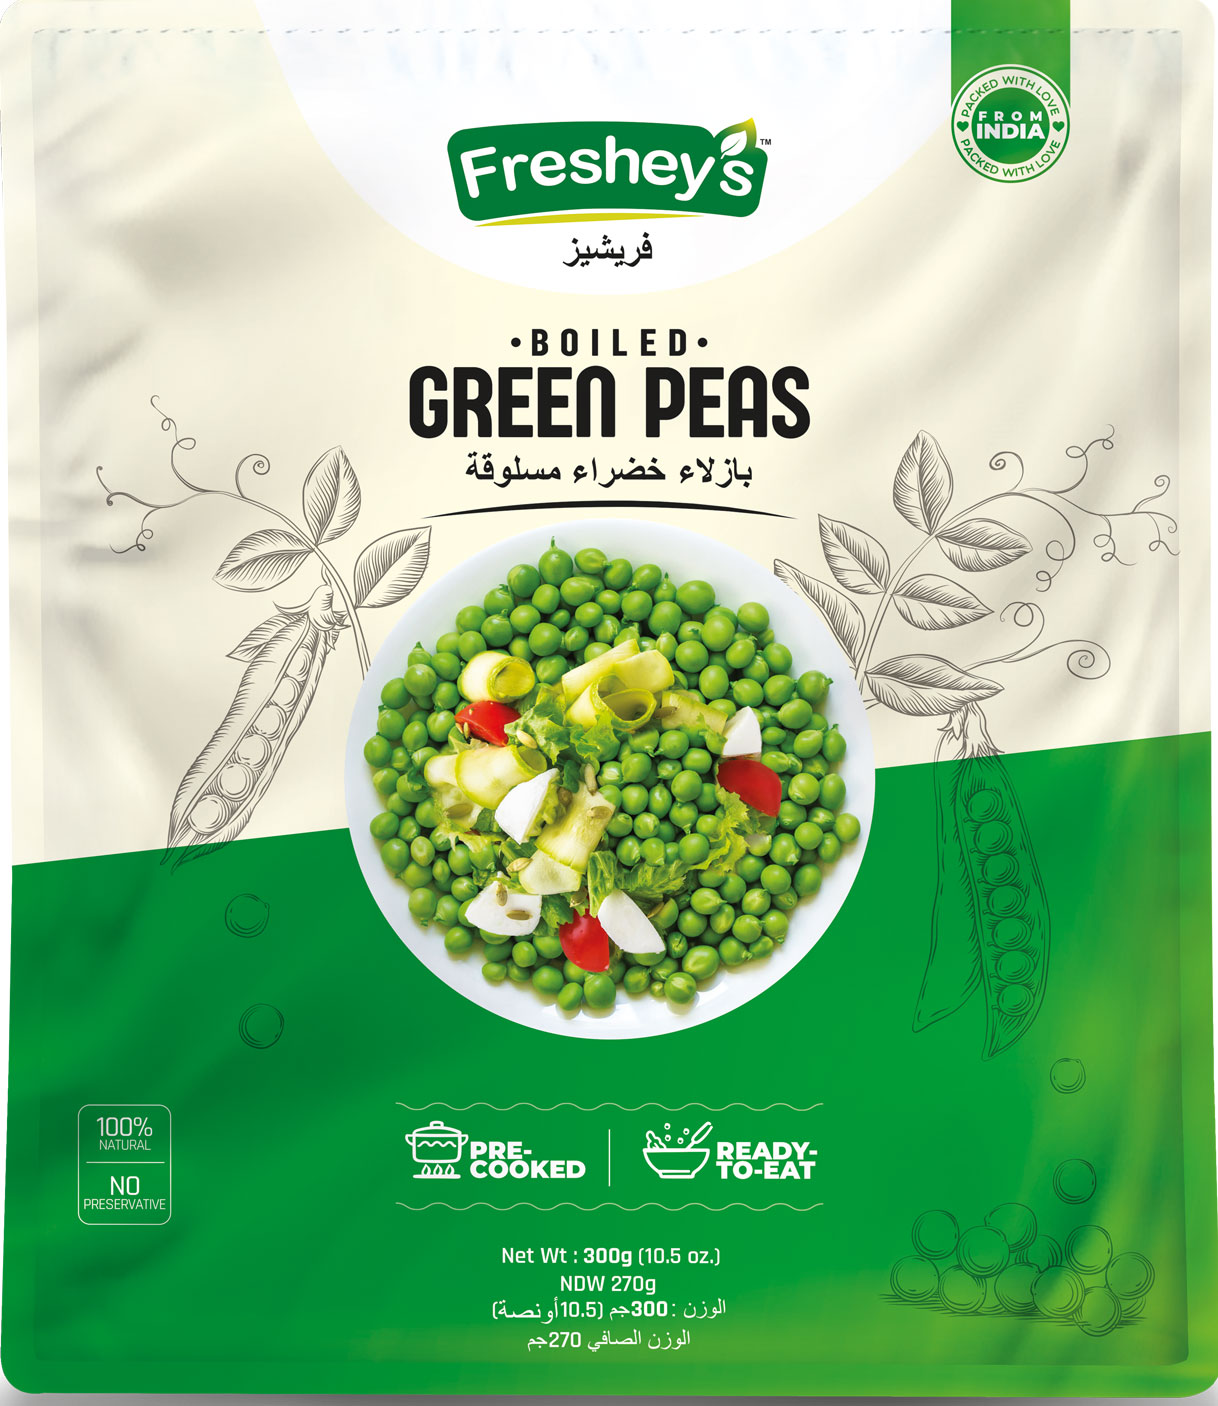 Freshey's™
فريشيز
PACKED WITH LOVE
FROM
INDIA
PACKED WITH LOVE
•BOILED•
GREEN PEAS
بازلاء خضراء مسلوقة
100%
NATURAL
NO
PRESERVATIVE
PRE-
COOKED
READY-
TO-EAT
Net Wt : 300g (10.5 oz.)
NDW 270g
الوزن : 300جم (10.5أونصة)
الوزن الصافي 270جم